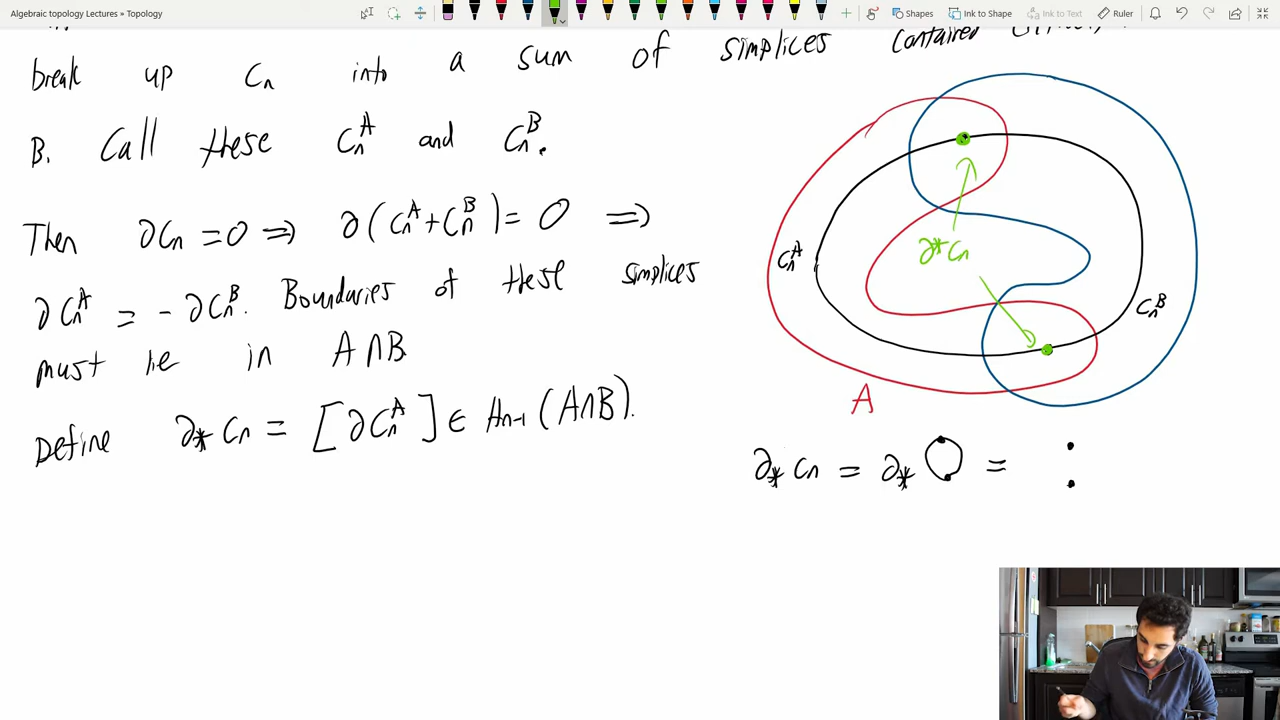 Algebraic topology Lectures » Topology
Shapes
Ink to Shape
Ink to Text
Ruler
break up Cn into a sum of simplices contained
B. Call these Cn^A and Cn^B.
Then ∂Cn = 0 ⇒ ∂(Cn^A + Cn^B) = 0 ⇒
∂Cn^A = -∂Cn^B. Boundaries of these simplices
must lie in A∩B
Define ∂* Cn = [∂Cn^A] ∈ Hn-1 (A∩B).
Cn^A
∂*Cn
Cn^B
A
∂* Cn = ∂* = :